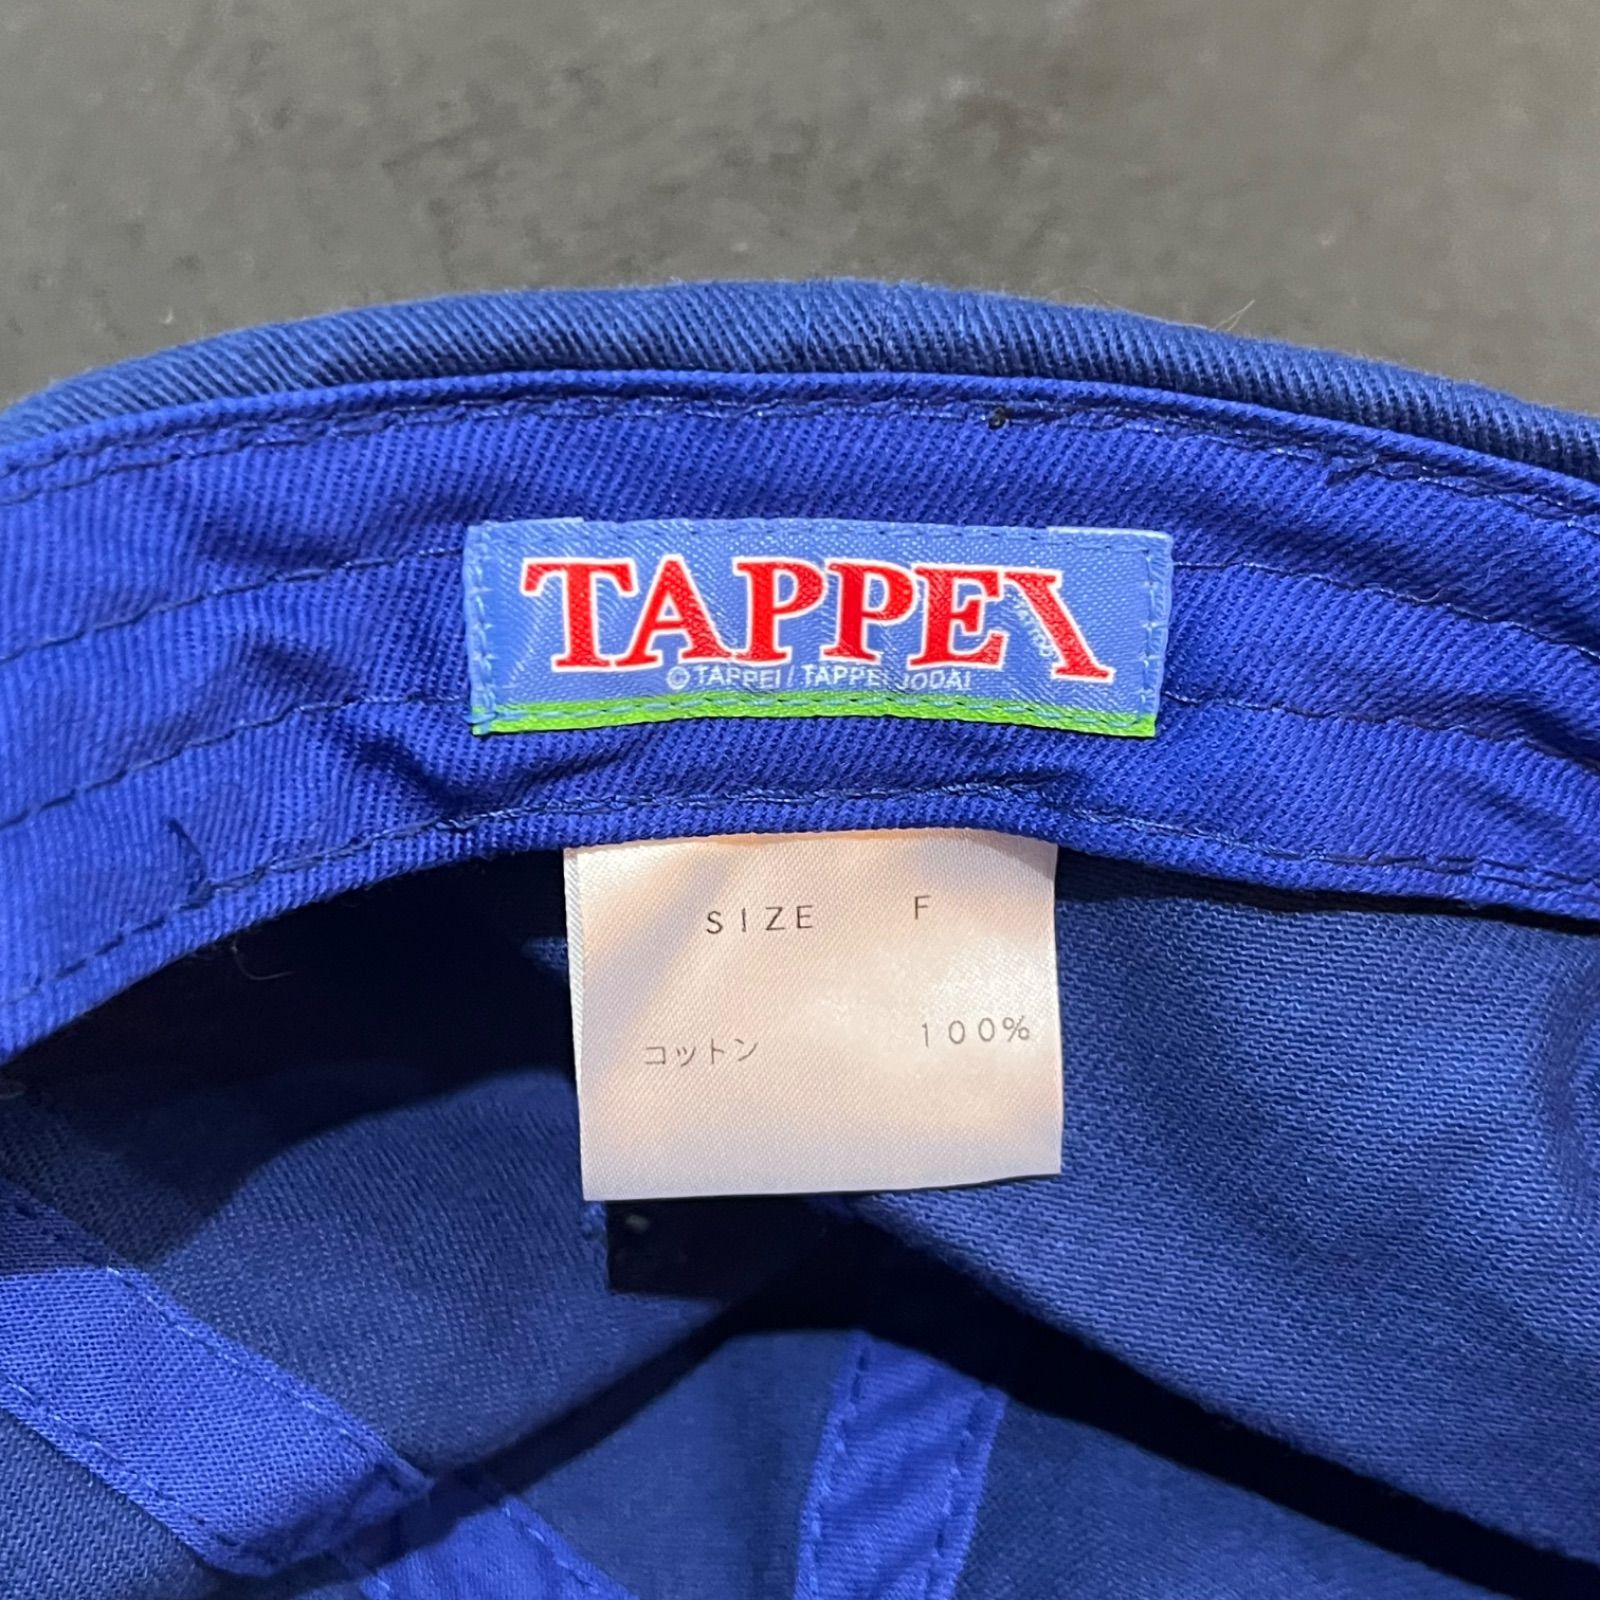 TAPPEI
© TAPPEI / TAPPEI JODAI
SIZE F
コットン 100%